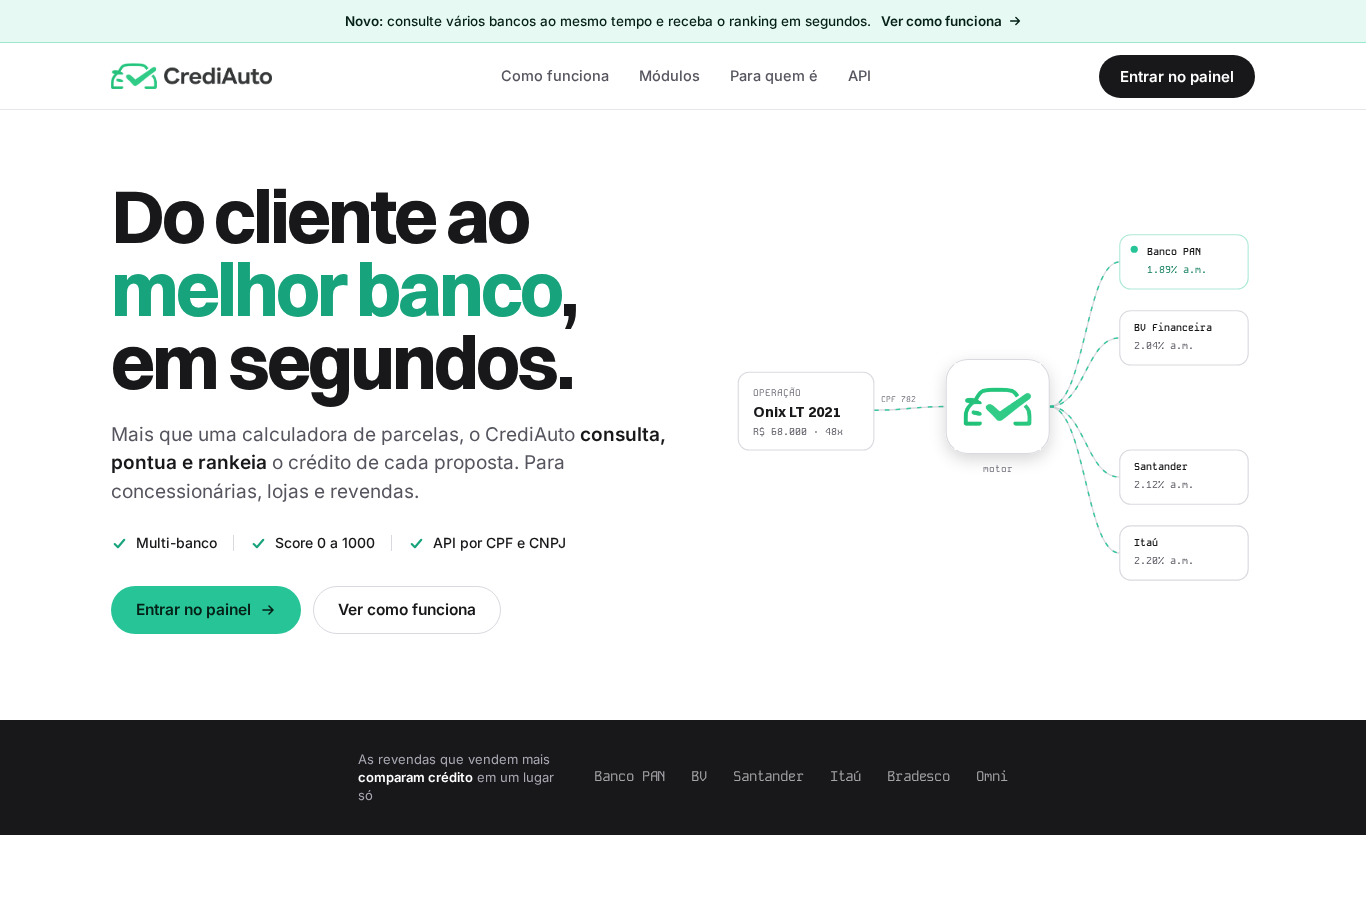 Novo: consulte vários bancos ao mesmo tempo e receba o ranking em segundos. Ver como funciona →
CrediAuto
Como funciona
Módulos
Para quem é
API
Entrar no painel
Do cliente ao
melhor banco,
em segundos.
Mais que uma calculadora de parcelas, o CrediAuto consulta,
pontua e rankeia o crédito de cada proposta. Para
concessionárias, lojas e revendas.
Multi-banco
Score 0 a 1000
API por CPF e CNPJ
Entrar no painel →
Ver como funciona
OPERAÇÃO
Onix LT 2021
R$ 68.000 · 48x
CPF 782
motor
Banco PAN
1.89% a.m.
BV Financeira
2.04% a.m.
Santander
2.12% a.m.
Itaú
2.20% a.m.
As revendas que vendem mais
comparam crédito em um lugar
só
Banco PAN
BV
Santander
Itaú
Bradesco
Omni